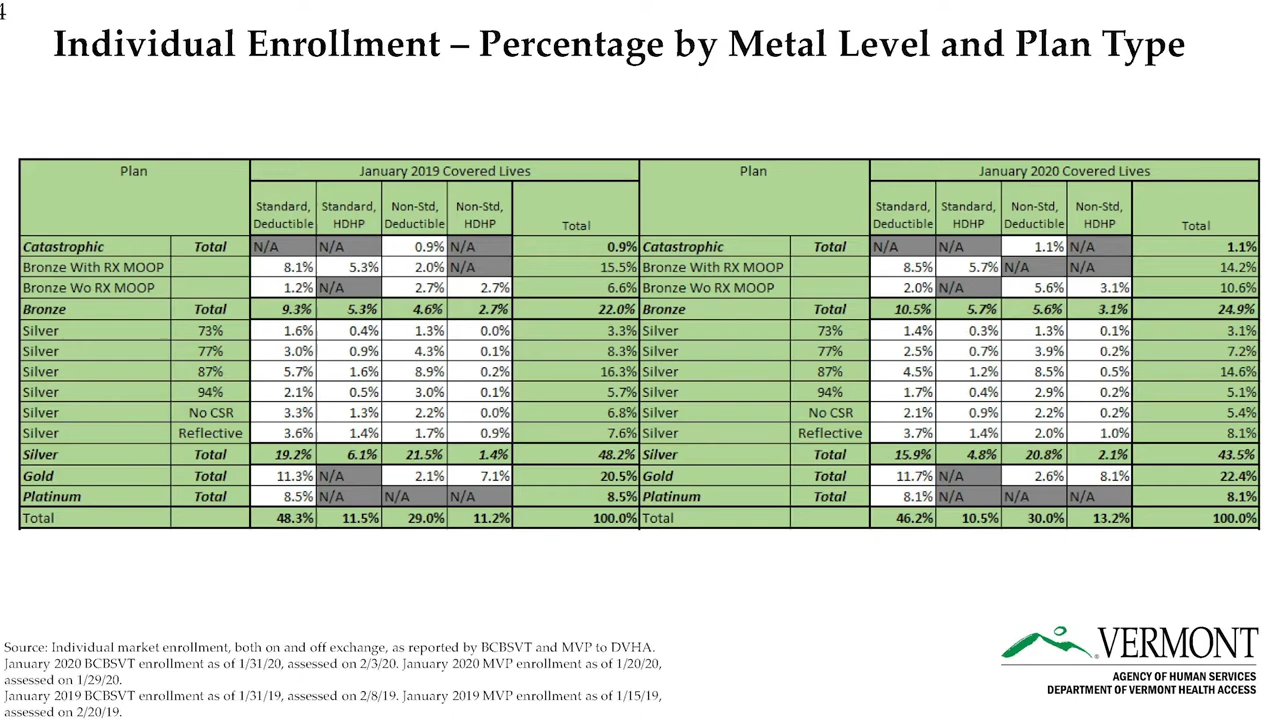 4
Individual Enrollment – Percentage by Metal Level and Plan Type
Plan January 2019 Covered Lives Plan January 2020 Covered Lives
Standard, Deductible Standard, HDHP Non-Std, Deductible Non-Std, HDHP Total Standard, Deductible Standard, HDHP Non-Std, Deductible Non-Std, HDHP Total
Catastrophic Total N/A N/A 0.9% N/A 0.9% Catastrophic Total N/A N/A 1.1% N/A 1.1%
Bronze With RX MOOP 8.1% 5.3% 2.0% N/A 15.5% Bronze With RX MOOP 8.5% 5.7% N/A N/A 14.2%
Bronze Wo RX MOOP 1.2% N/A 2.7% 2.7% 6.6% Bronze Wo RX MOOP 2.0% N/A 5.6% 3.1% 10.6%
Bronze Total 9.3% 5.3% 4.6% 2.7% 22.0% Bronze Total 10.5% 5.7% 5.6% 3.1% 24.9%
Silver 73% 1.6% 0.4% 1.3% 0.0% 3.3% Silver 73% 1.4% 0.3% 1.3% 0.1% 3.1%
Silver 77% 3.0% 0.9% 4.3% 0.1% 8.3% Silver 77% 2.5% 0.7% 3.9% 0.2% 7.2%
Silver 87% 5.7% 1.6% 8.9% 0.2% 16.3% Silver 87% 4.5% 1.2% 8.5% 0.5% 14.6%
Silver 94% 2.1% 0.5% 3.0% 0.1% 5.7% Silver 94% 1.7% 0.4% 2.9% 0.2% 5.1%
Silver No CSR 3.3% 1.3% 2.2% 0.0% 6.8% Silver No CSR 2.1% 0.9% 2.2% 0.2% 5.4%
Silver Reflective 3.6% 1.4% 1.7% 0.9% 7.6% Silver Reflective 3.7% 1.4% 2.0% 1.0% 8.1%
Silver Total 19.2% 6.1% 21.5% 1.4% 48.2% Silver Total 15.9% 4.8% 20.8% 2.1% 43.5%
Gold Total 11.3% N/A 2.1% 7.1% 20.5% Gold Total 11.7% N/A 2.6% 8.1% 22.4%
Platinum Total 8.5% N/A N/A N/A 8.5% Platinum Total 8.1% N/A N/A N/A 8.1%
Total 48.3% 11.5% 29.0% 11.2% 100.0% Total 46.2% 10.5% 30.0% 13.2% 100.0%
Source: Individual market enrollment, both on and off exchange, as reported by BCBSVT and MVP to DVHA.
January 2020 BCBSVT enrollment as of 1/31/20, assessed on 2/3/20. January 2020 MVP enrollment as of 1/20/20,
assessed on 1/29/20.
January 2019 BCBSVT enrollment as of 1/31/19, assessed on 2/8/19. January 2019 MVP enrollment as of 1/15/19,
assessed on 2/20/19.
VERMONT
AGENCY OF HUMAN SERVICES
DEPARTMENT OF VERMONT HEALTH ACCESS